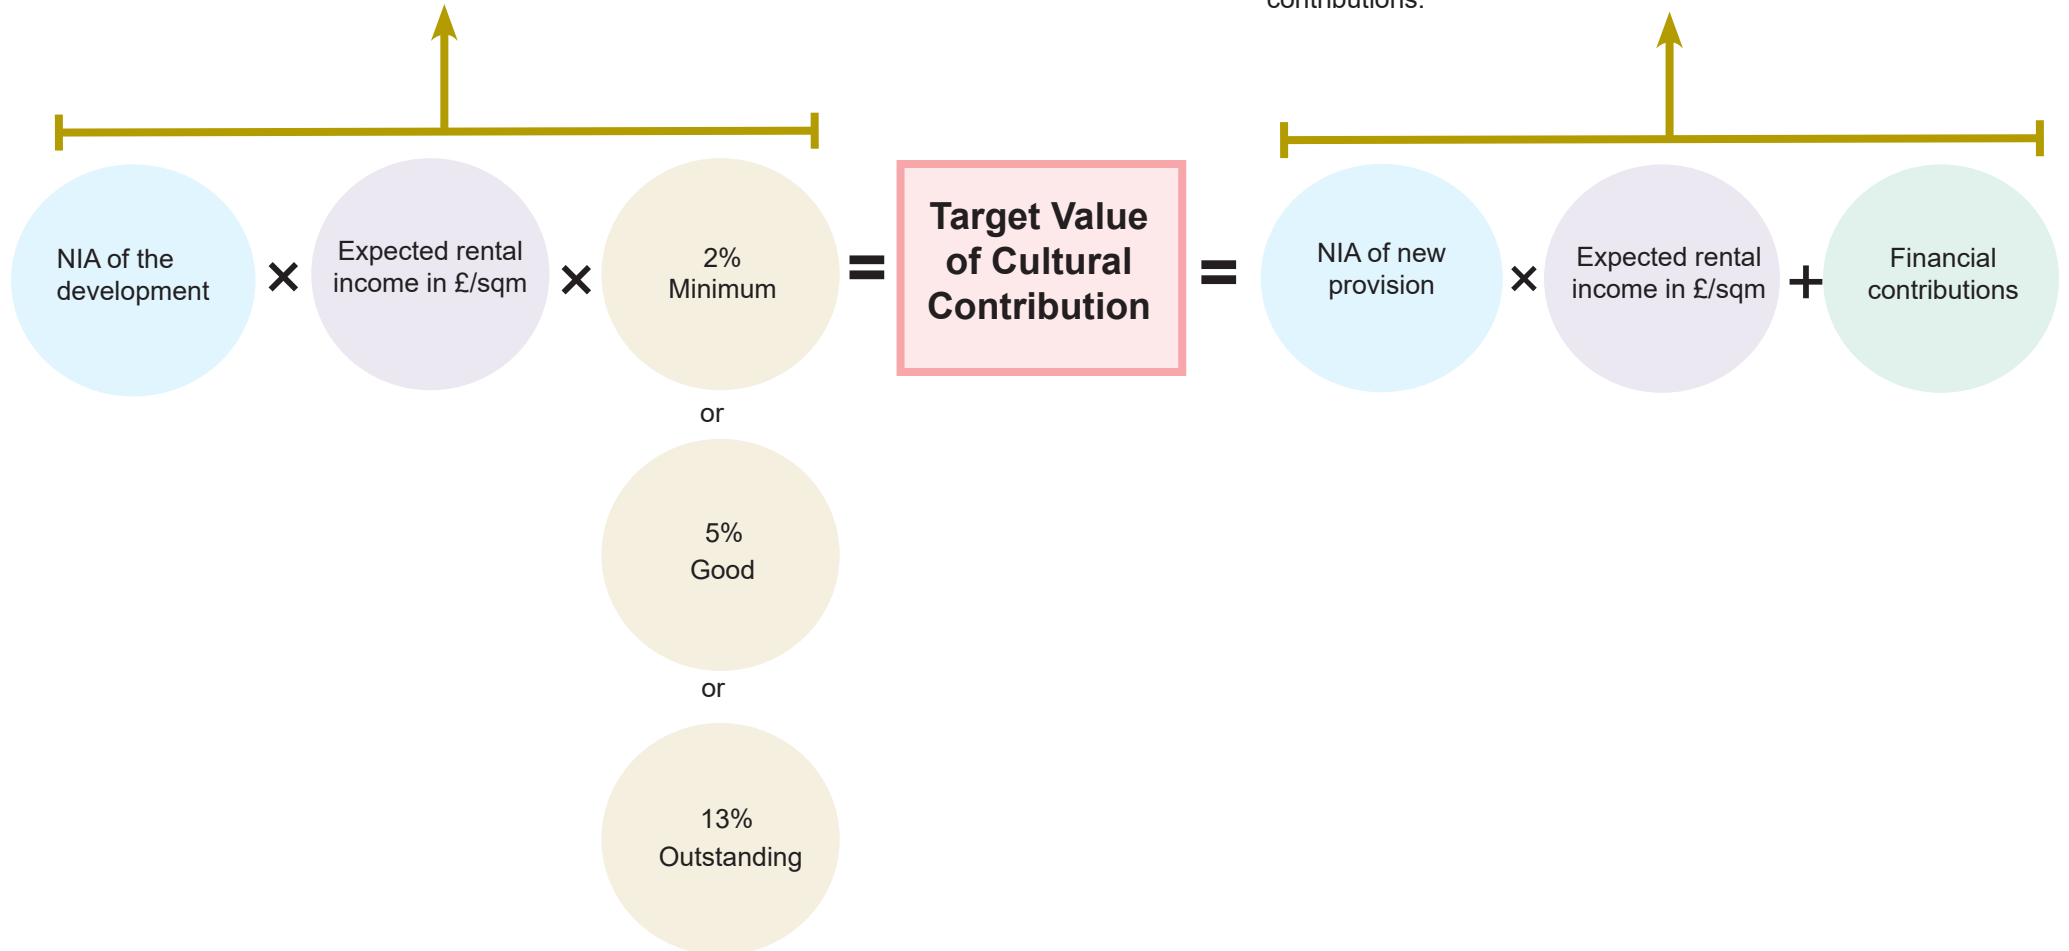 contributions.
NIA of the
development
×
Expected rental
income in £/sqm
×
2%
Minimum
or
5%
Good
or
13%
Outstanding
=
Target Value
of Cultural
Contribution
=
NIA of new
provision
×
Expected rental
income in £/sqm
+
Financial
contributions